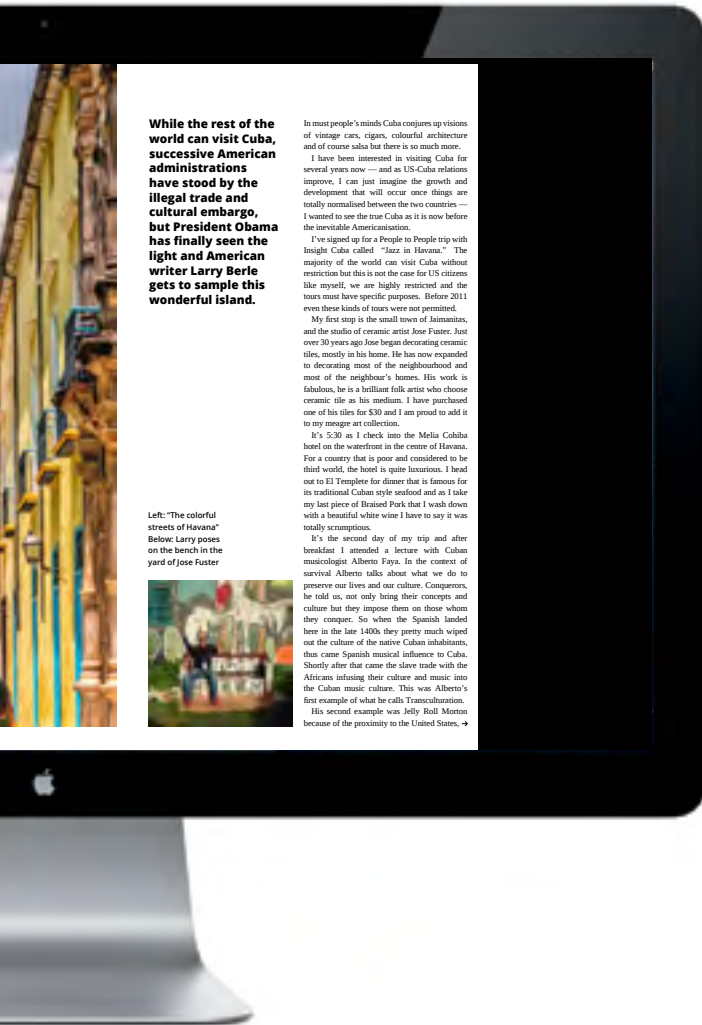 While the rest of the
world can visit Cuba,
successive American
administrations
have stood by the
illegal trade and
cultural embargo,
but President Obama
has finally seen the
light and American
writer Larry Berle
gets to sample this
wonderful island.
Left: “The colorful
streets of Havana”
Below: Larry poses
on the bench in the
yard of Jose Fuster
In must people’s minds Cuba conjures up visions
of vintage cars, cigars, colourful architecture
and of course salsa but there is so much more.
I have been interested in visiting Cuba for
several years now — and as US-Cuba relations
improve, I can just imagine the growth and
development that will occur once things are
totally normalised between the two countries —
I wanted to see the true Cuba as it is now before
the inevitable Americanisation.
I’ve signed up for a People to People trip with
Insight Cuba called “Jazz in Havana.” The
majority of the world can visit Cuba without
restriction but this is not the case for US citizens
like myself, we are highly restricted and the
tours must have specific purposes. Before 2011
even these kinds of tours were not permitted.
My first stop is the small town of Jaimanitas,
and the studio of ceramic artist Jose Fuster. Just
over 30 years ago Jose began decorating ceramic
tiles, mostly in his home. He has now expanded
to decorating most of the neighbourhood and
most of the neighbour’s homes. His work is
fabulous, he is a brilliant folk artist who choose
ceramic tile as his medium. I have purchased
one of his tiles for $30 and I am proud to add it
to my meagre art collection.
It’s 5:30 as I check into the Melia Cohiba
hotel on the waterfront in the centre of Havana.
For a country that is poor and considered to be
third world, the hotel is quite luxurious. I head
out to El Templete for dinner that is famous for
its traditional Cuban style seafood and as I take
my last piece of Braised Pork that I wash down
with a beautiful white wine I have to say it was
totally scrumptious.
It’s the second day of my trip and after
breakfast I attended a lecture with Cuban
musicologist Alberto Faya. In the context of
survival Alberto talks about what we do to
preserve our lives and our culture. Conquerors,
he told us, not only bring their concepts and
culture but they impose them on those whom
they conquer. So when the Spanish landed
here in the late 1400s they pretty much wiped
out the culture of the native Cuban inhabitants,
thus came Spanish musical influence to Cuba.
Shortly after that came the slave trade with the
Africans infusing their culture and music into
the Cuban music culture. This was Alberto’s
first example of what he calls Transculturation.
His second example was Jelly Roll Morton
because of the proximity to the United States, →